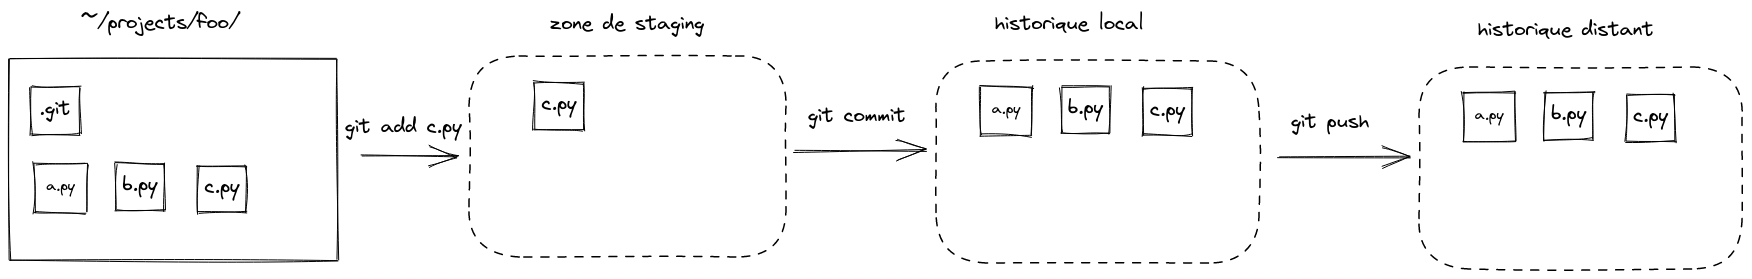 ~/projects/foo/
zone de staging
historique local
historique distant
.git
a.py
b.py
c.py
git add c.py
c.py
git commit
a.py
b.py
c.py
git push
a.py
b.py
c.py